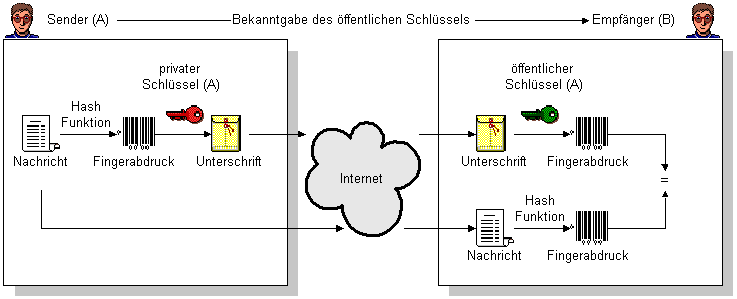 Sender (A)
Bekanntgabe des öffentlichen Schlüssels
Empfänger (B)
privater
Schlüssel (A)
Hash
Funktion
Nachricht
Fingerabdruck
Unterschrift
Internet
öffentlicher
Schlüssel (A)
Unterschrift
Fingerabdruck
=
Hash
Funktion
Nachricht
Fingerabdruck